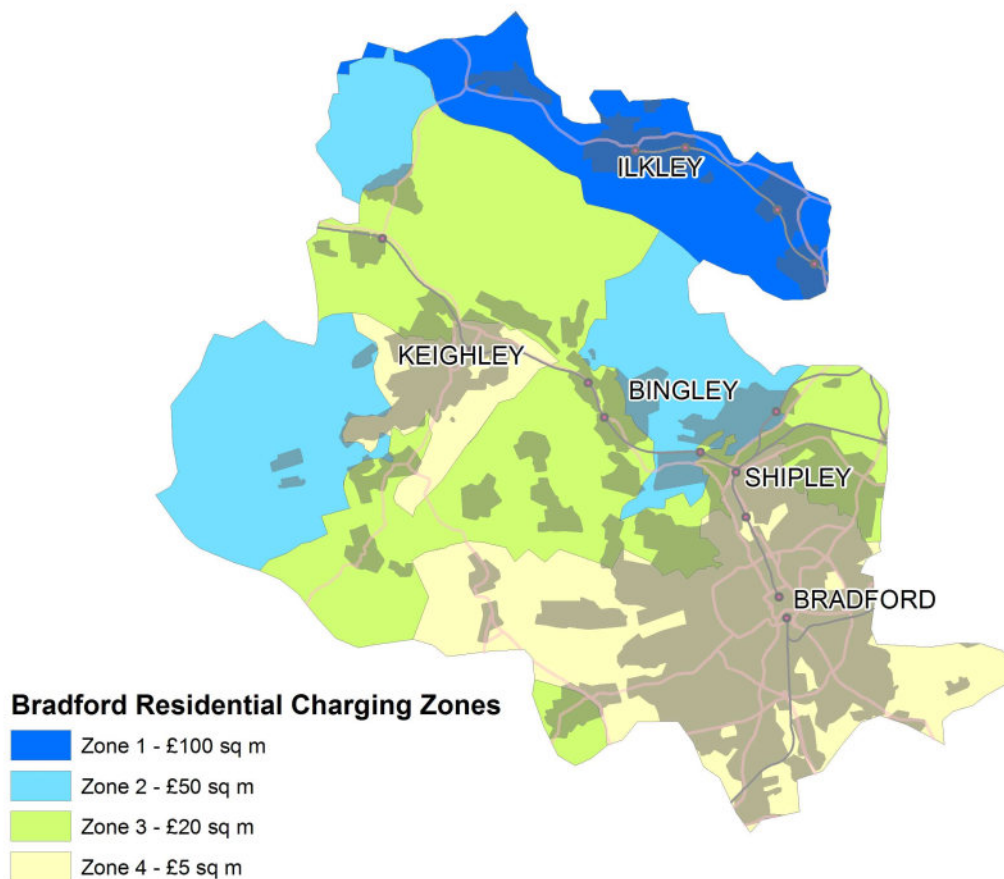 ILKLEY
KEIGHLEY
BINGLEY
SHIPLEY
BRADFORD
Bradford Residential Charging Zones
Zone 1 - £100 sq m
Zone 2 - £50 sq m
Zone 3 - £20 sq m
Zone 4 - £5 sq m